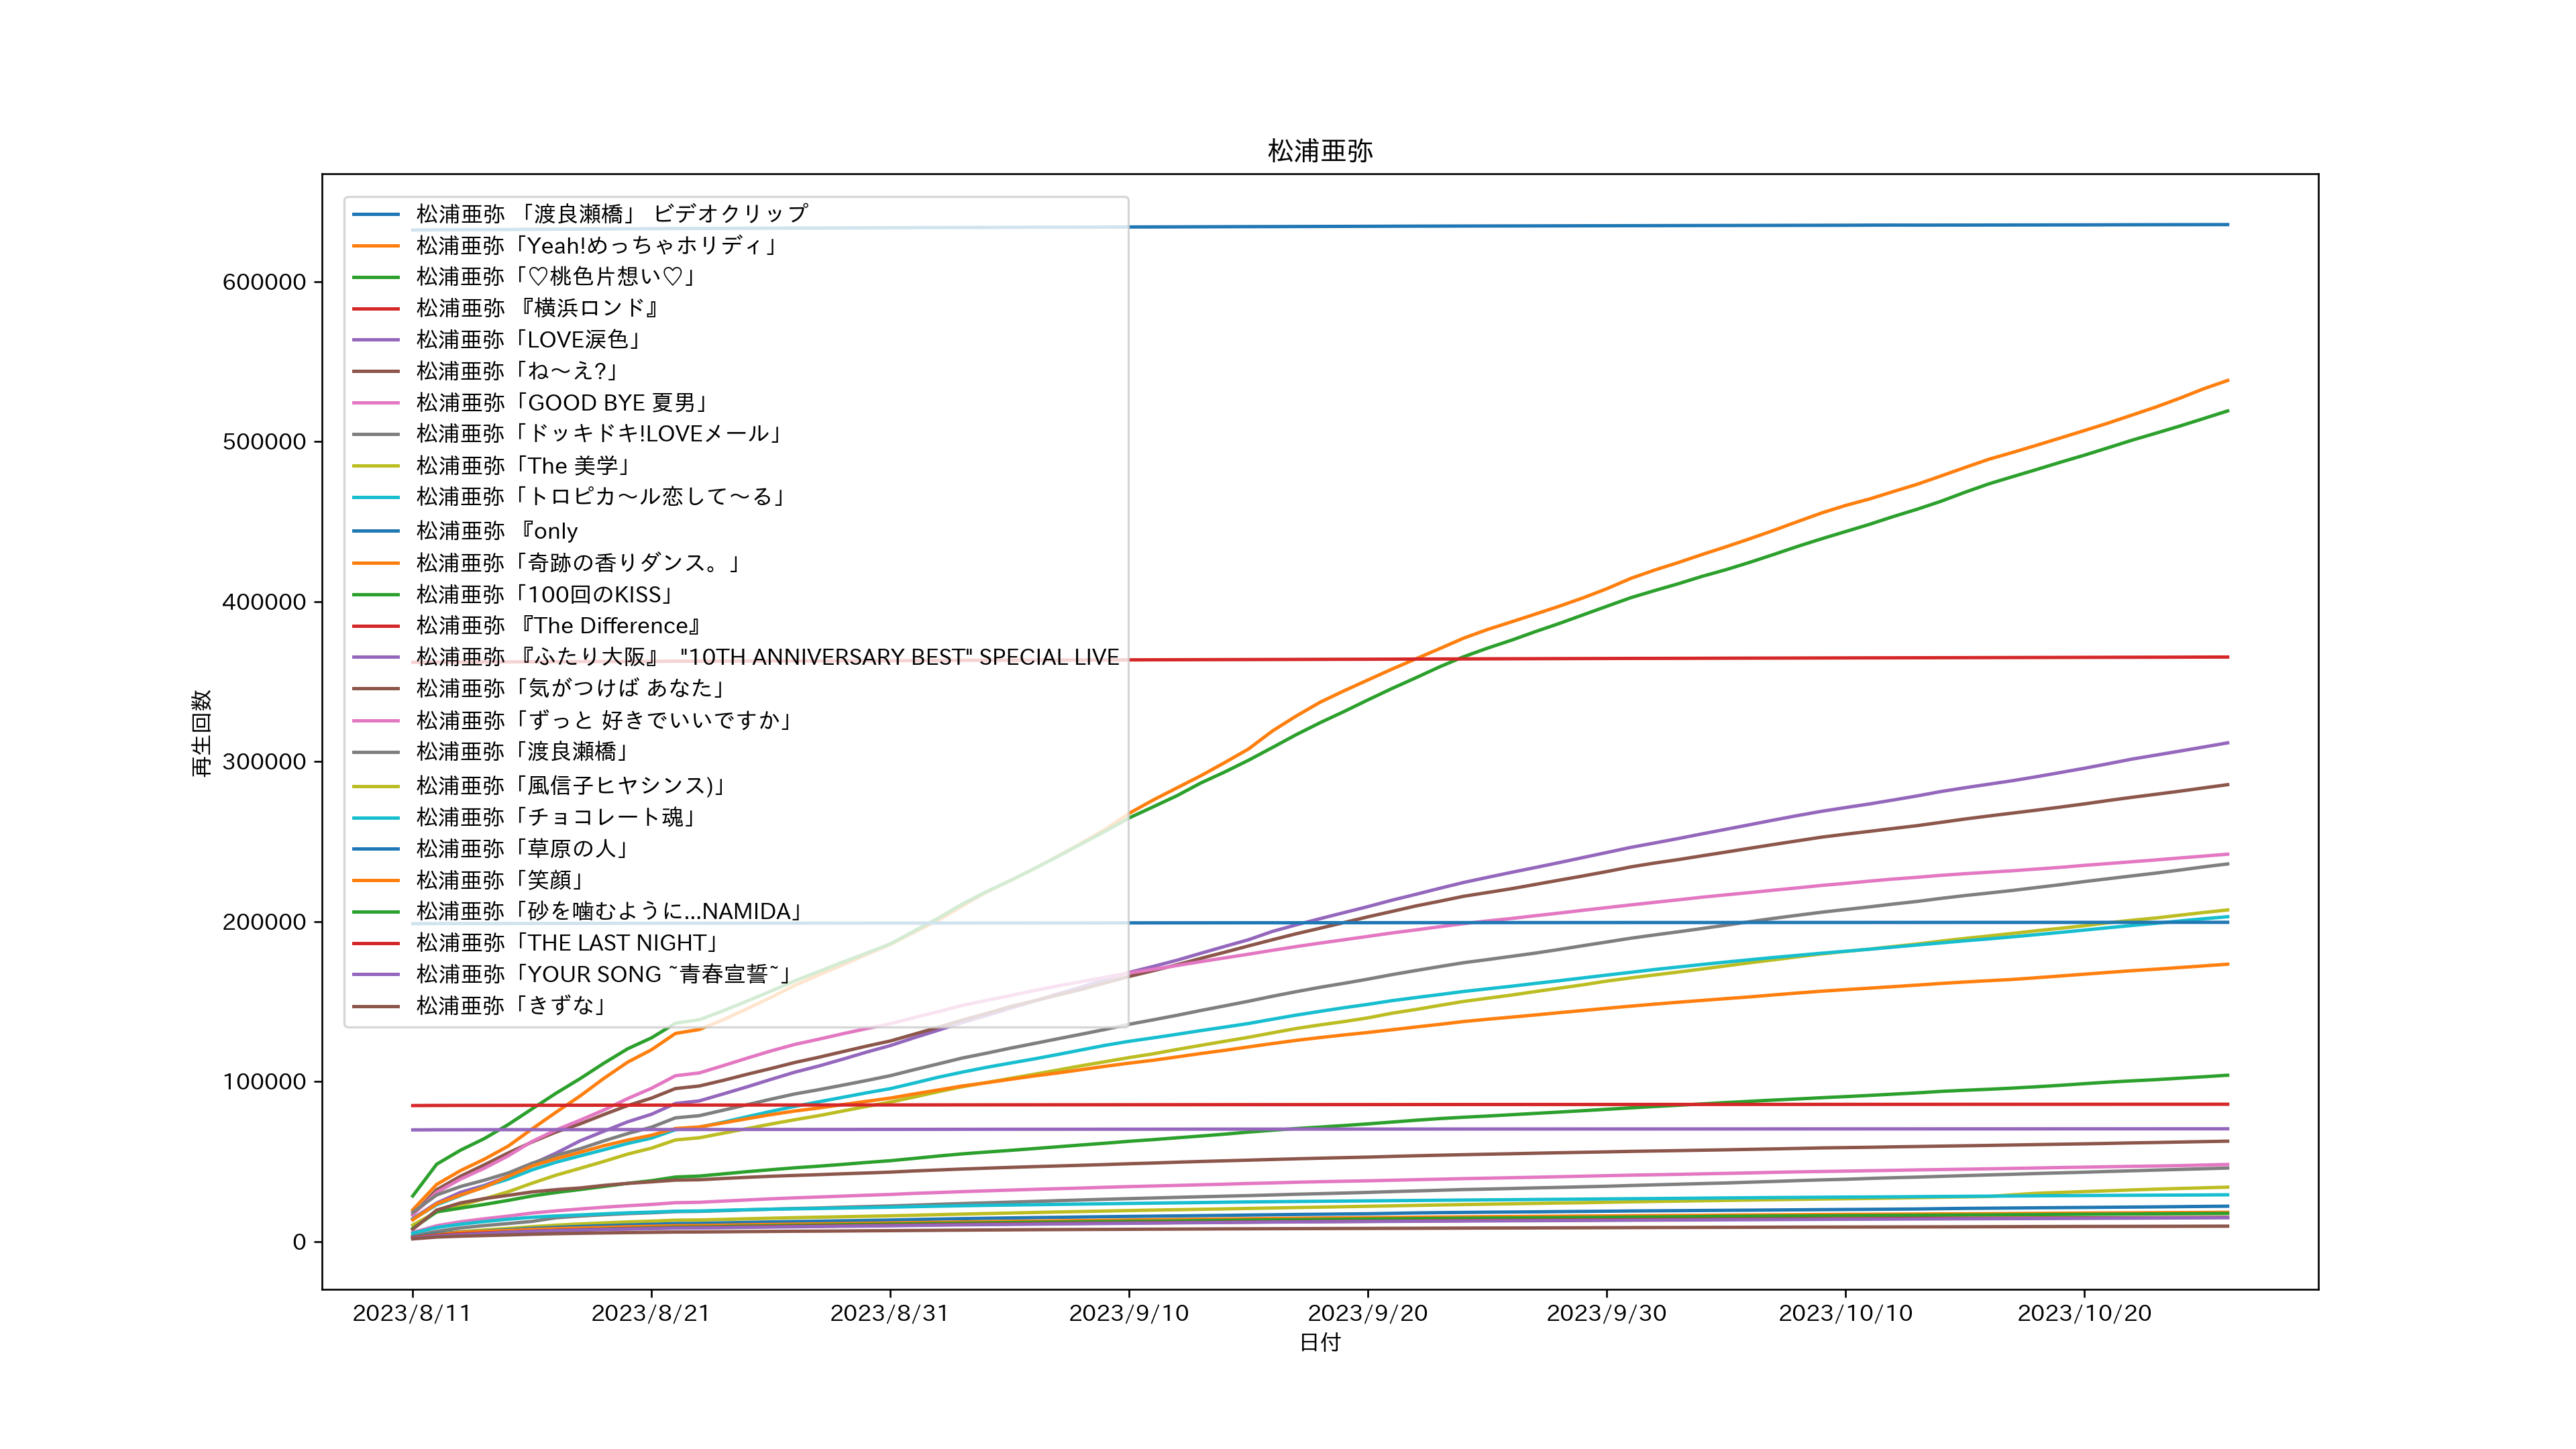 松浦亜弥
松浦亜弥 「渡良瀬橋」 ビデオクリップ
松浦亜弥「Yeah!めっちゃホリディ」
松浦亜弥「♡桃色片想い♡」
松浦亜弥 『横浜ロンド』
松浦亜弥「LOVE涙色」
松浦亜弥「ね～え?」
松浦亜弥「GOOD BYE 夏男」
松浦亜弥「ドッキドキ!LOVEメール」
松浦亜弥「The 美学」
松浦亜弥「トロピカ～ル恋して～る」
松浦亜弥 『only
松浦亜弥「奇跡の香りダンス。」
松浦亜弥「100回のKISS」
松浦亜弥 『The Difference』
松浦亜弥 『ふたり大阪』 "10TH ANNIVERSARY BEST" SPECIAL LIVE
松浦亜弥「気がつけば あなた」
松浦亜弥「ずっと 好きでいいですか」
松浦亜弥「渡良瀬橋」
松浦亜弥「風信子ヒヤシンス)」
松浦亜弥「チョコレート魂」
松浦亜弥「草原の人」
松浦亜弥「笑顔」
松浦亜弥「砂を噛むように…NAMIDA」
松浦亜弥「THE LAST NIGHT」
松浦亜弥「YOUR SONG ~青春宣誓~」
松浦亜弥「きずな」
再生回数
600000
500000
400000
300000
200000
100000
0
2023/8/11 2023/8/21 2023/8/31 2023/9/10 2023/9/20 2023/9/30 2023/10/10 2023/10/20
日付